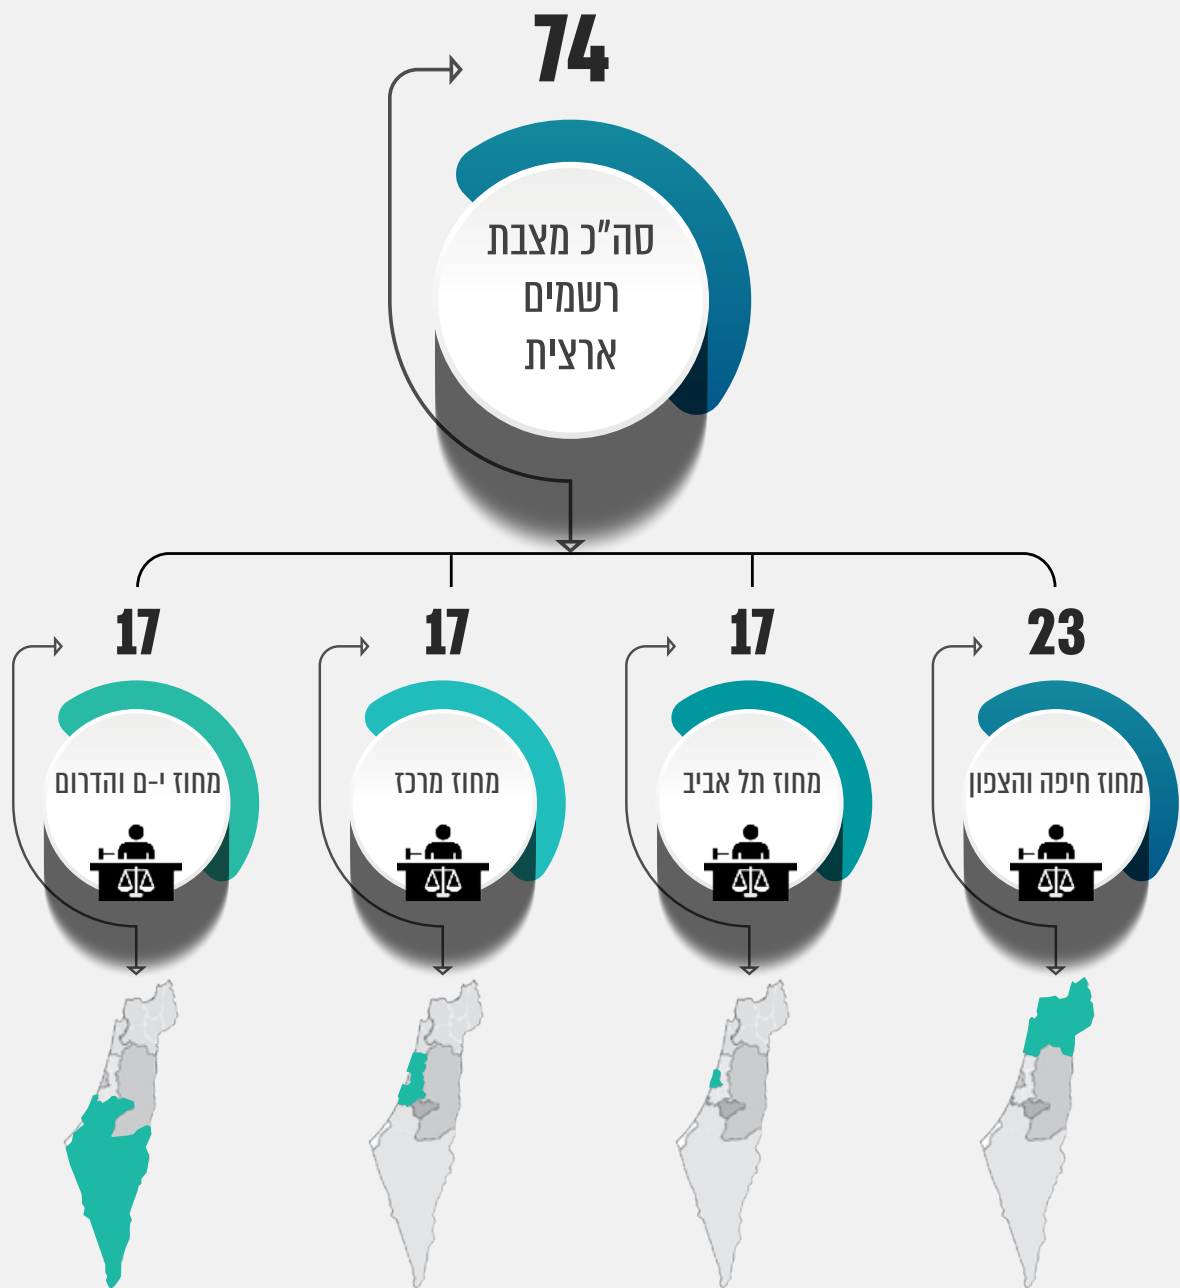 74
סה"כ מצבת
רשמים
ארצית
23
17
17
17
מחוז חיפה והצפון
מחוז תל אביב
מחוז מרכז
מחוז י-ם והדרום